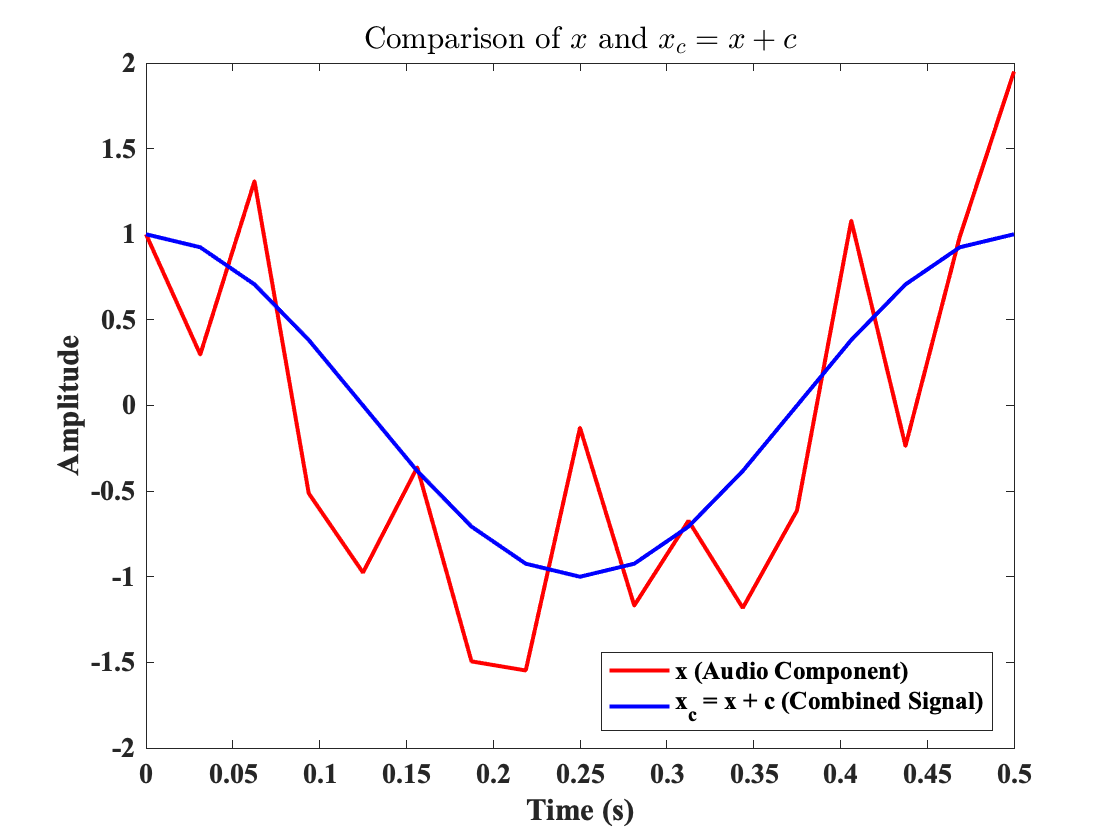 Comparison of x and x_c = x + c
2
1.5
1
0.5
0
-0.5
-1
-1.5
-2
Amplitude
x (Audio Component)
x_c = x + c (Combined Signal)
0 0.05 0.1 0.15 0.2 0.25 0.3 0.35 0.4 0.45 0.5
Time (s)